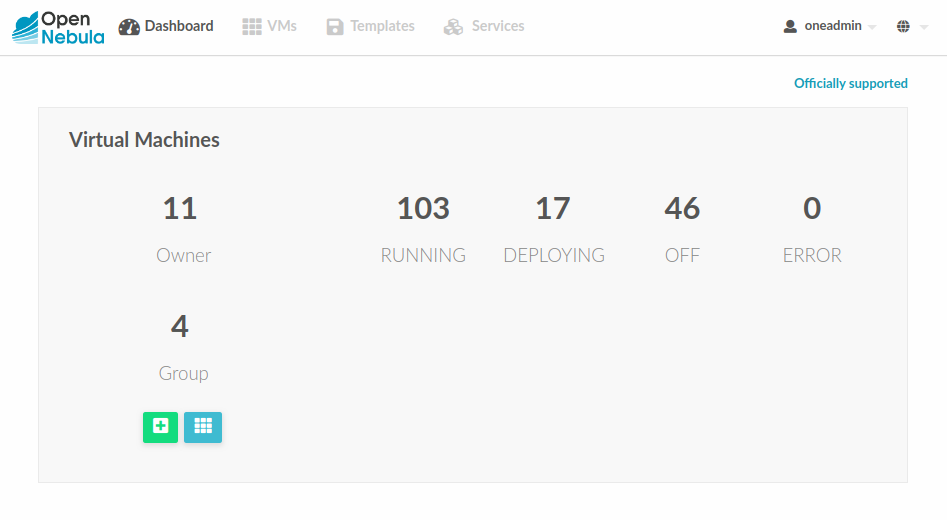 Open
Nebula
Dashboard
VMs
Templates
Services
oneadmin
Officially supported
Virtual Machines
11
103
17
46
0
Owner
RUNNING
DEPLOYING
OFF
ERROR
4
Group